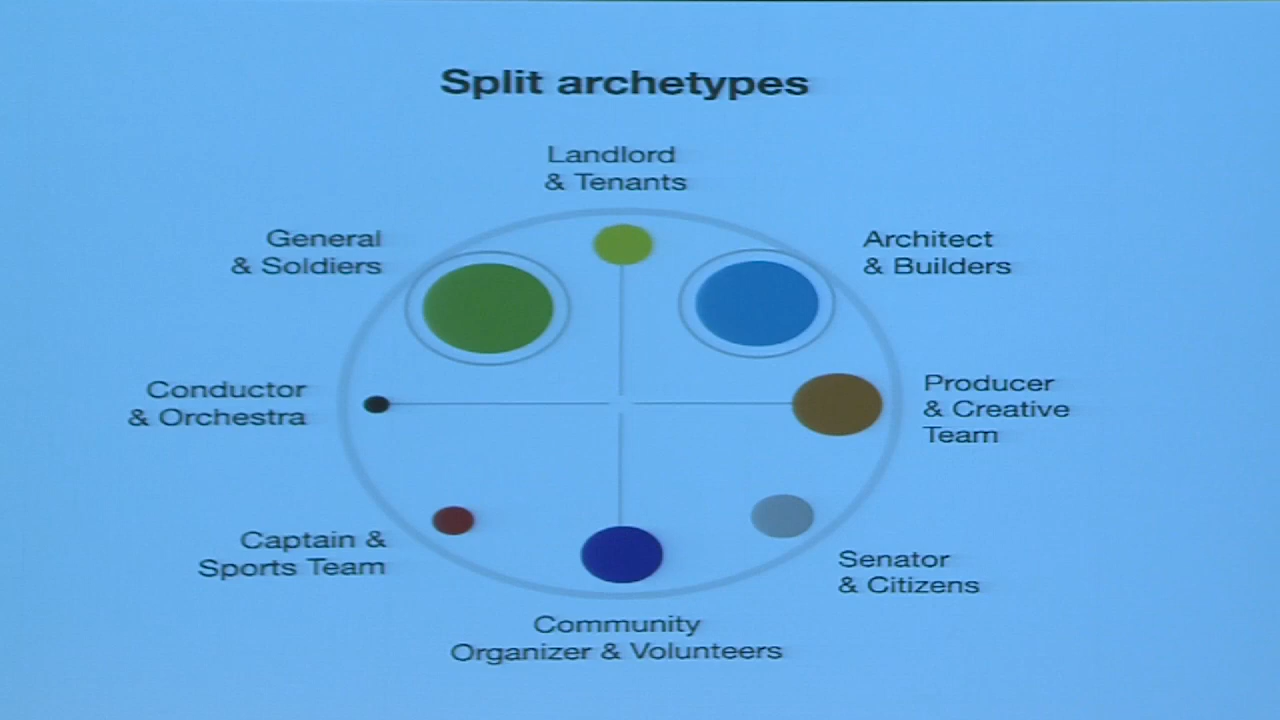 Split archetypes
Landlord
& Tenants
General
& Soldiers
Architect
& Builders
Conductor
& Orchestra
Producer
& Creative
Team
Captain &
Sports Team
Senator
& Citizens
Community
Organizer & Volunteers